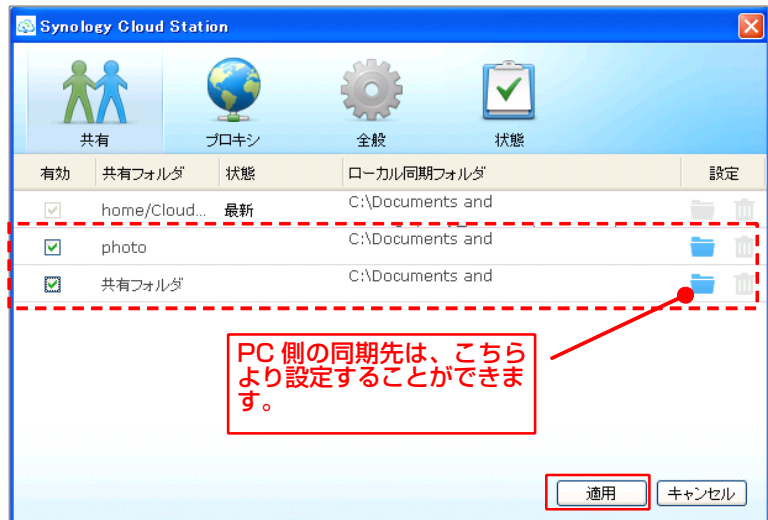 Synology Cloud Station
共有 プロキシ 全般 状態
有効 共有フォルダ 状態 ローカル同期フォルダ 設定
home/Cloud... 最新 C:\Documents and
photo C:\Documents and
共有フォルダ C:\Documents and
PC 側の同期先は、こちら
より設定することができま
す。
適用 キャンセル